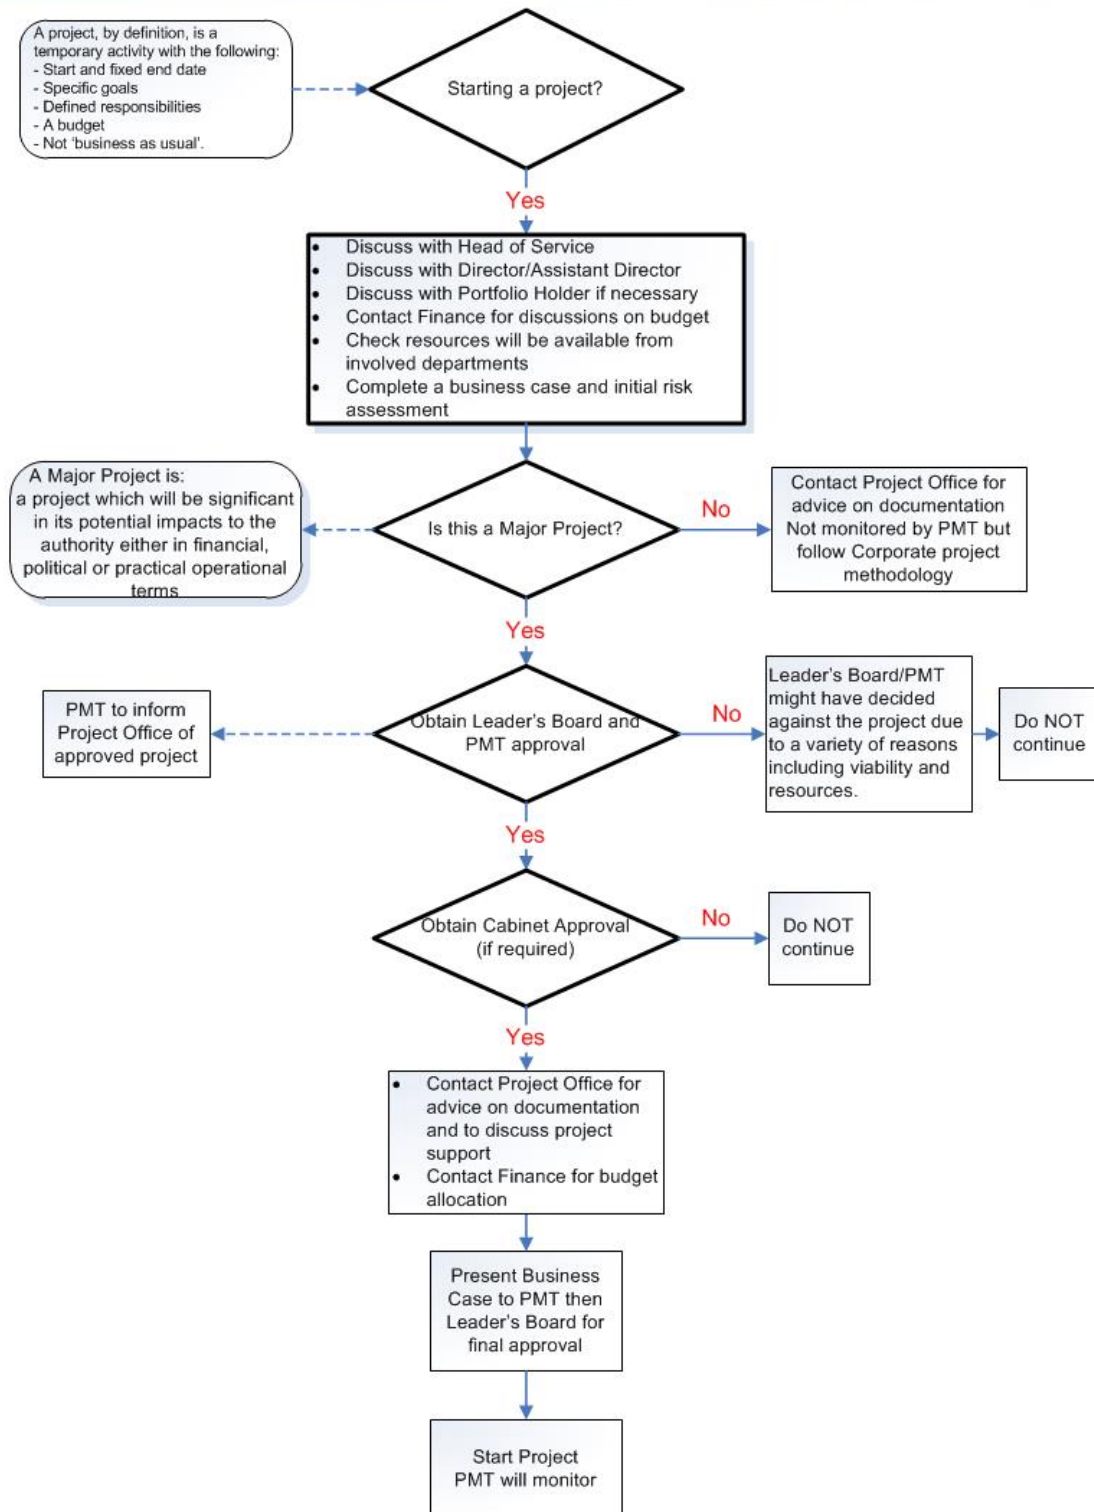 A project, by definition, is a
temporary activity with the following:
- Start and fixed end date
- Specific goals
- Defined responsibilities
- A budget
- Not ‘business as usual’.
Starting a project?
Yes
• Discuss with Head of Service
• Discuss with Director/Assistant Director
• Discuss with Portfolio Holder if necessary
• Contact Finance for discussions on budget
• Check resources will be available from
involved departments
• Complete a business case and initial risk
assessment
A Major Project is:
a project which will be significant
in its potential impacts to the
authority either in financial,
political or practical operational
terms
Is this a Major Project?
No
Contact Project Office for
advice on documentation
Not monitored by PMT but
follow Corporate project
methodology
Yes
PMT to inform
Project Office of
approved project
Obtain Leader’s Board and
PMT approval
No
Leader’s Board/PMT
might have decided
against the project due
to a variety of reasons
including viability and
resources.
Do NOT
continue
Yes
Obtain Cabinet Approval
(if required)
No
Do NOT
continue
Yes
• Contact Project Office for
advice on documentation
and to discuss project
support
• Contact Finance for budget
allocation
Present Business
Case to PMT then
Leader’s Board for
final approval
Start Project
PMT will monitor